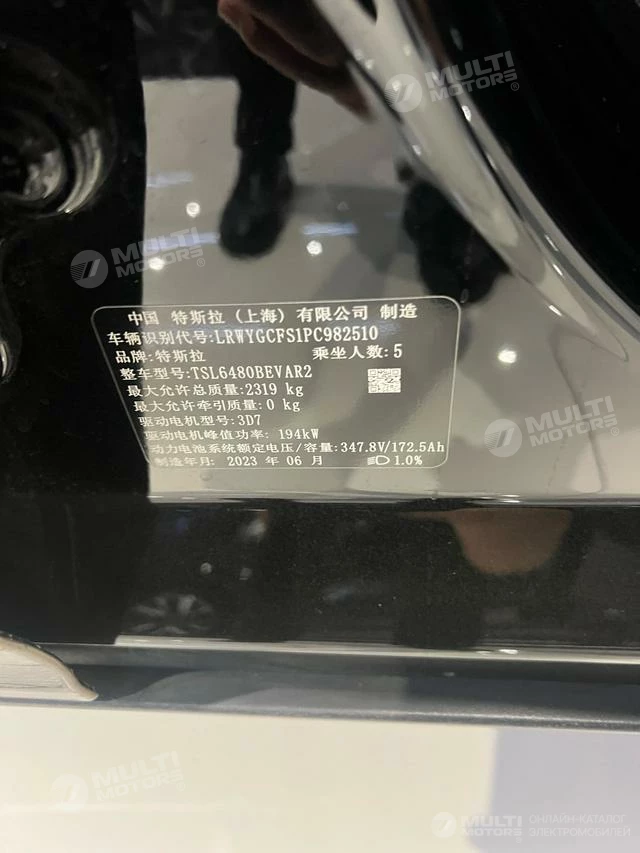 MULTI
MOTORS®
MULTI
MOTORS®
中国 特斯拉(上海)有限公司 制造
车辆识别代号:LRWYGCFS1PC982510
品牌:特斯拉 乘坐人数:5
整车型号:TSL6480BEVAR2
最大允许总质量:2319 kg
最大允许牵引质量:0 kg
驱动电机型号:3D7
驱动电机峰值功率: 194kW
动力电池系统额定电压/容量:347.8V/172.5Ah
制造年月: 2023 年 06 月 1.0%
MULTI
MOTORS®
MULTI
MOTORS®
MULTI
MOTORS®
ОНЛАЙН-КАТАЛОГ
ЭЛЕКТРОМОБИЛЕЙ